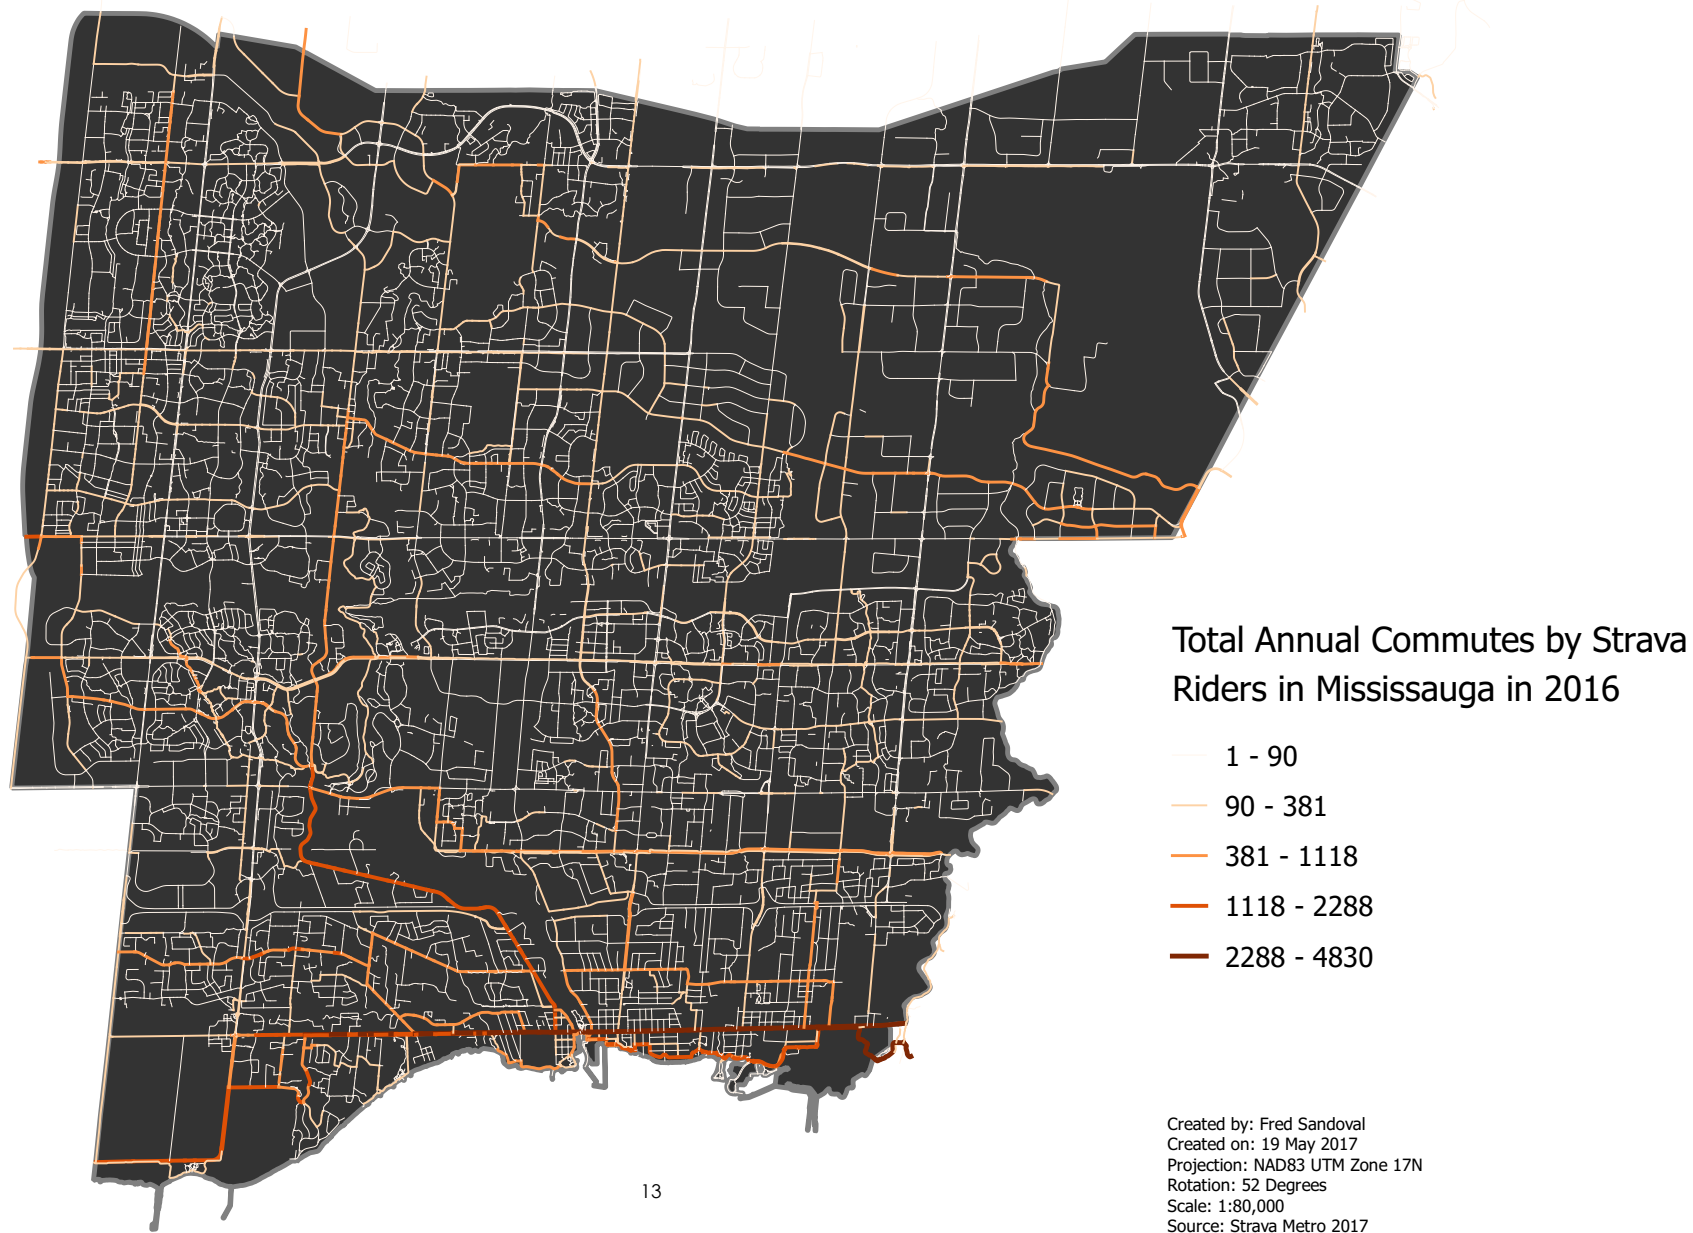 Total Annual Commutes by Strava
Riders in Mississauga in 2016
1 - 90
90 - 381
381 - 1118
1118 - 2288
2288 - 4830
Created by: Fred Sandoval
Created on: 19 May 2017
Projection: NAD83 UTM Zone 17N
Rotation: 52 Degrees
Scale: 1:80,000
Source: Strava Metro 2017
13